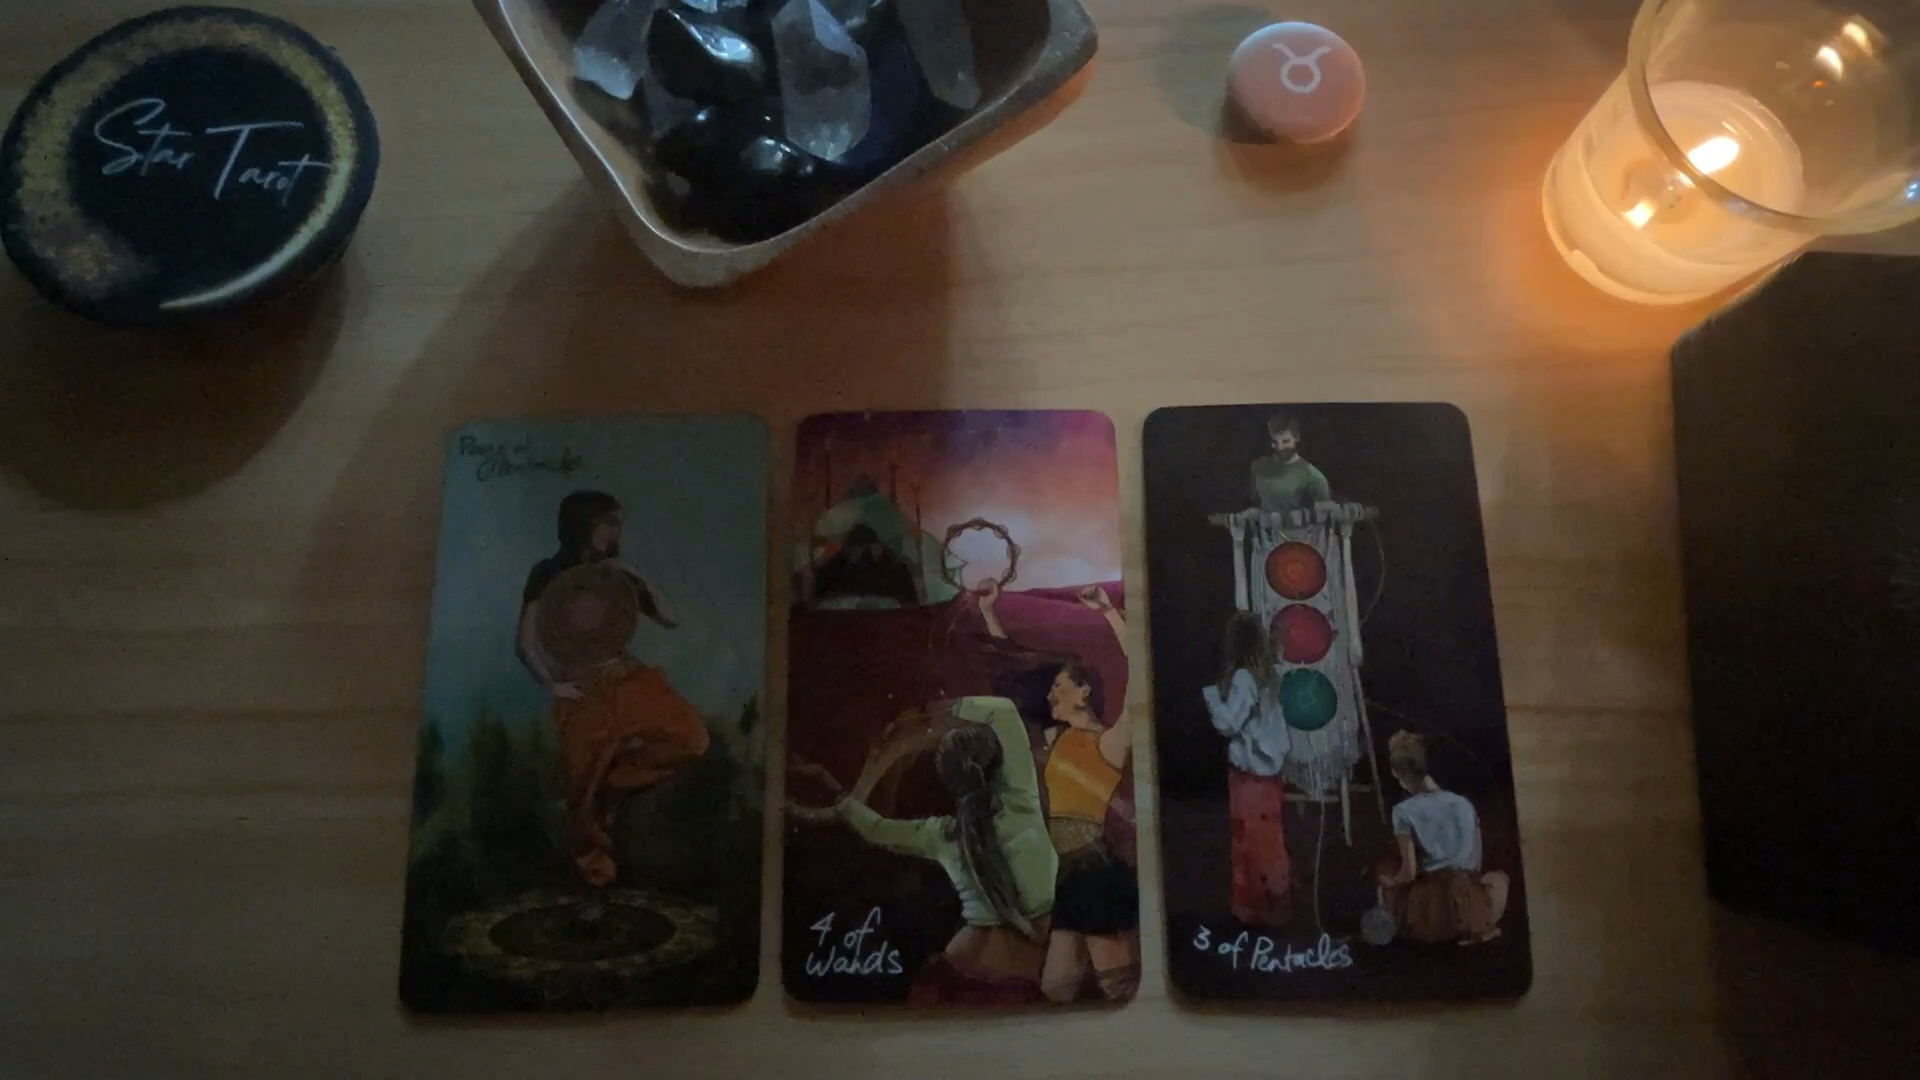 Star Tarot
Page of
Pentacles
4 of
Wands
3 of Pentacles